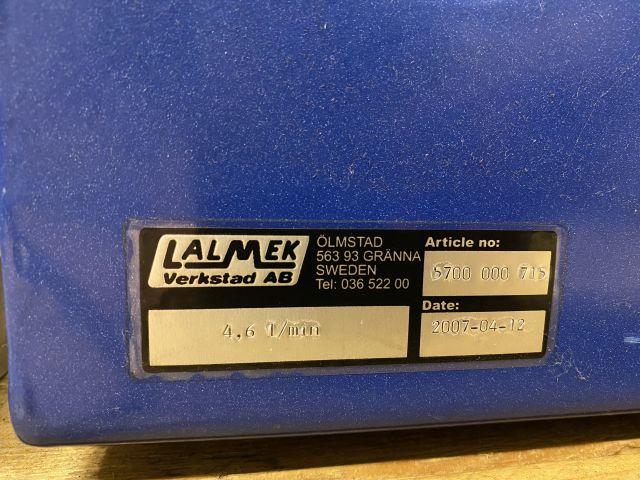 LALMEK
Verkstad AB
ÖLMSTAD
563 93 GRÄNNA
SWEDEN
Tel: 036 522 00
Article no:
5700 000 715
4,6 l/min
Date:
2007-04-12